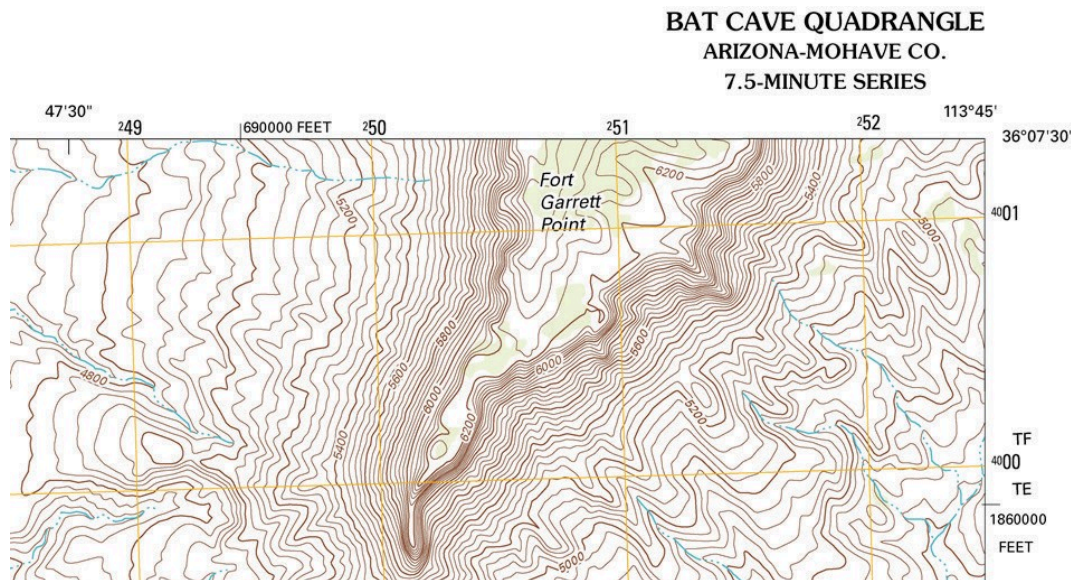 BAT CAVE QUADRANGLE
ARIZONA-MOHAVE CO.
7.5-MINUTE SERIES
47'30"
²49
690000 FEET
²50
²51
²52
113°45'
36°07'30"
6200
5800
5400
Fort
Garrett
Point
5200
⁴⁰01
5000
5800
5600
6000
5600
6000
4800
5200
6200
5400
TF
⁴⁰00
TE
1860000
FEET
5000